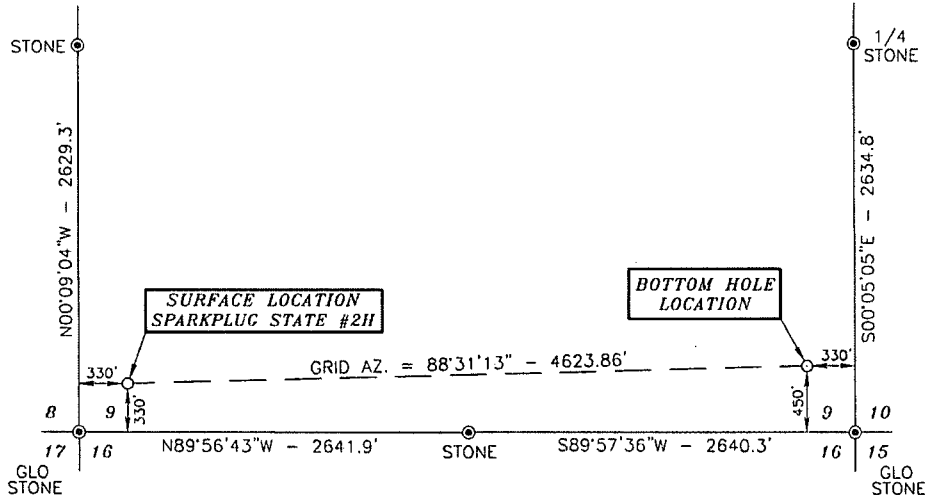 STONE
1/4
STONE
N00°09'04"W - 2629.3'
S00°05'05"E - 2634.8'
SURFACE LOCATION
SPARKPLUG STATE #2H
BOTTOM HOLE
LOCATION
330'
GRID AZ. = 88°31'13" - 4623.86'
330'
330'
450'
8 9
9 10
17 16
N89°56'43"W - 2641.9'
STONE
S89°57'36"W - 2640.3'
16 15
GLO
STONE
GLO
STONE